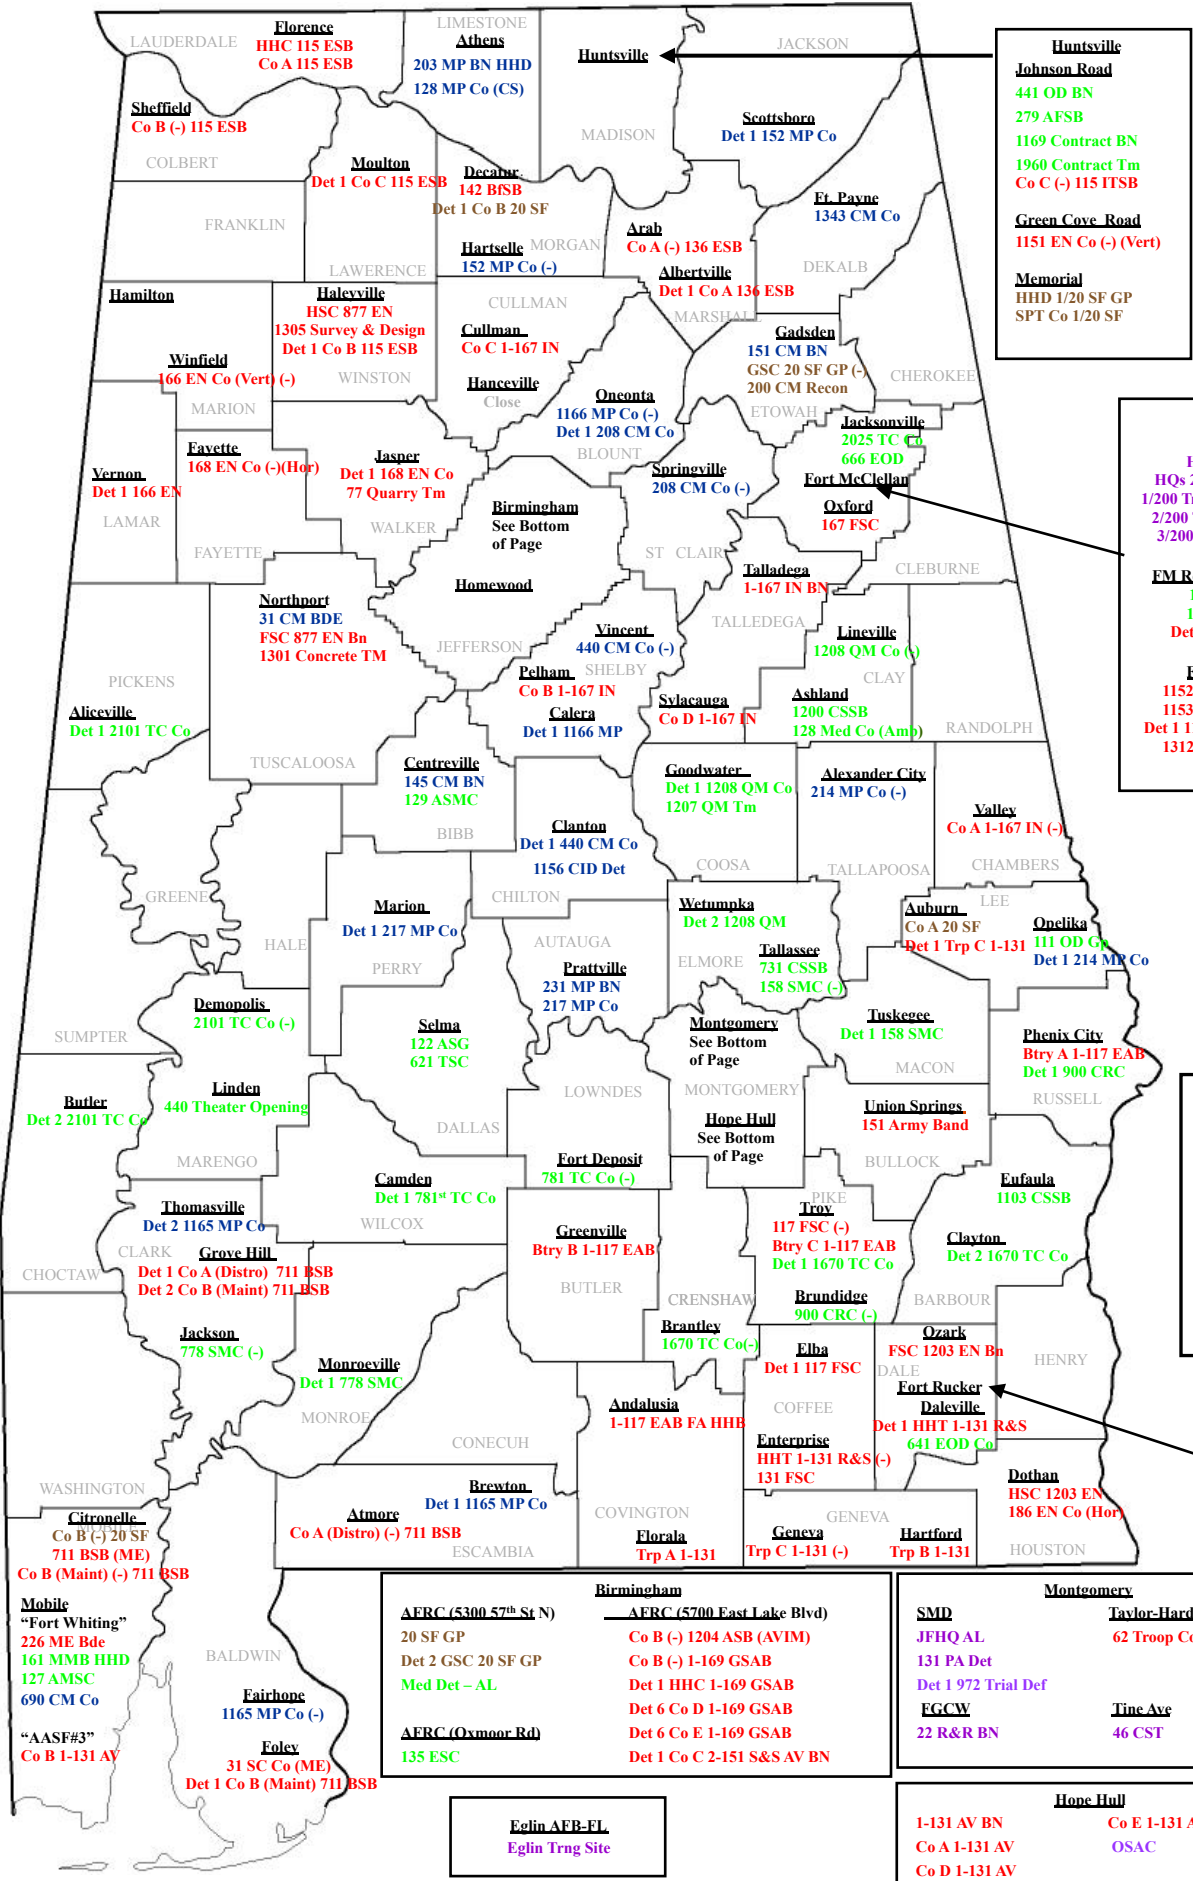 LAUDERDALE
Florence
HHC 115 ESB
Co A 115 ESB
LIMESTONE
Athens
203 MP BN HHD
128 MP Co (CS)
Huntsville
MADISON
JACKSON
Scottsboro
Det 1 152 MP Co
Sheffield
Co B (-) 115 ESB
COLBERT
Moulton
Det 1 Co C 115 ESB
Decatur
142 BfSB
Det 1 Co B 20 SF
FRANKLIN
LAWERENCE
Hartselle
152 MP Co (-)
MORGAN
Arab
Co A (-) 136 ESB
Albertville
Det 1 Co A 136 ESB
MARSHALL
Ft. Payne
1343 CM Co
DEKALB
Huntsville
Johnson Road
441 OD BN
279 AFSB
1169 Contract BN
1960 Contract Tm
Co C (-) 115 ITSB
Green Cove Road
1151 EN Co (-) (Vert)
Memorial
HHD 1/20 SF GP
SPT Co 1/20 SF
Hamilton
Haleyville
HSC 877 EN
1305 Survey & Design
Det 1 Co B 115 ESB
WINSTON
CULLMAN
Cullman
Co C 1-167 IN
Hanceville
Close
Gadsden
151 CM BN
GSC 20 SF GP (-)
200 CM Recon
ETOWAH
CHEROKEE
Winfield
166 EN Co (Vert) (-)
MARION
Oneonta
1166 MP Co (-)
Det 1 208 CM Co
BLOUNT
Jacksonville
2025 TC Co
666 EOD
Fort McClellan
Oxford
167 FSC
Fayette
168 EN Co (-)(Hor)
Vernon
Det 1 166 EN
LAMAR
FAYETTE
Jasper
Det 1 168 EN Co
77 Quarry Tm
WALKER
Springville
208 CM Co (-)
ST CLAIR
Birmingham
See Bottom
of Page
Homewood
JEFFERSON
H
HQs 2
1/200 Tr
2/200
3/200
FM R
1
1
Det
E
1152
1153
Det 1 11
1312
Talladega
1-167 IN BN
TALLEDEGA
CLEBURNE
Northport
31 CM BDE
FSC 877 EN Bn
1301 Concrete TM
Vincent
440 CM Co (-)
SHELBY
Lineville
1208 QM Co (-)
CLAY
PICKENS
Aliceville
Det 1 2101 TC Co
TUSCALOOSA
Pelham
Co B 1-167 IN
Calera
Det 1 1166 MP
Sylacauga
Co D 1-167 IN
Ashland
1200 CSSB
128 Med Co (Amb)
RANDOLPH
Centreville
145 CM BN
129 ASMC
BIBB
Goodwater
Det 1 1208 QM Co
1207 QM Tm
COOSA
Alexander City
214 MP Co (-)
TALLAPOOSA
Valley
Co A 1-167 IN (-)
CHAMBERS
Clanton
Det 1 440 CM Co
1156 CID Det
CHILTON
GREENE
HALE
Marion
Det 1 217 MP Co
PERRY
AUTAUGA
Prattville
231 MP BN
217 MP Co
Wetumpka
Det 2 1208 QM
ELMORE
Tallassee
731 CSSB
158 SMC (-)
LEE
Auburn
Co A 20 SF
Det 1 Trp C 1-131
Opelika
111 OD Gp
Det 1 214 MP Co
Demopolis
2101 TC Co (-)
SUMPTER
Selma
122 ASG
621 TSC
DALLAS
Montgomery
See Bottom
of Page
MONTGOMERY
Tuskegee
Det 1 158 SMC
MACON
Phenix City
Btry A 1-117 EAB
Det 1 900 CRC
RUSSELL
Butler
Det 2 2101 TC Co
Linden
440 Theater Opening
MARENGO
LOWNDES
Hope Hull
See Bottom
of Page
Union Springs
151 Army Band
BULLOCK
Fort Deposit
781 TC Co (-)
Camden
Det 1 781st TC Co
WILCOX
Eufaula
1103 CSSB
Thomasville
Det 2 1165 MP Co
CLARK
Grove Hill
Det 1 Co A (Distro) 711 BSB
Det 2 Co B (Maint) 711 BSB
CHOCTAW
Greenville
Btry B 1-117 EAB
BUTLER
PIKE
Troy
117 FSC (-)
Btry C 1-117 EAB
Det 1 1670 TC Co
Clayton
Det 2 1670 TC Co
BARBOUR
CRENSHAW
Brantley
1670 TC Co(-)
Brundidge
900 CRC (-)
Jackson
778 SMC (-)
Monroeville
Det 1 778 SMC
MONROE
Elba
Det 1 117 FSC
COFFEE
Ozark
FSC 1203 EN Bn
DALE
HENRY
Fort Rucker
Daleville
Det 1 HHT 1-131 R&S
641 EOD Co
Andalusia
1-117 EAB FA HHB
CONECUH
Enterprise
HHT 1-131 R&S (-)
131 FSC
Dothan
HSC 1203 EN
186 EN Co (Hor)
HOUSTON
WASHINGTON
Citronelle
MOBILE
Co B (-) 20 SF
711 BSB (ME)
Co B (Maint) (-) 711 BSB
Brewton
Det 1 1165 MP Co
Atmore
Co A (Distro) (-) 711 BSB
ESCAMBIA
COVINGTON
Florala
Trp A 1-131
GENEVA
Geneva
Trp C 1-131 (-)
Hartford
Trp B 1-131
Mobile
“Fort Whiting”
226 ME Bde
161 MMB HHD
127 AMSC
690 CM Co
“AASF#3”
Co B 1-131 AV
BALDWIN
Fairhope
1165 MP Co (-)
Foley
31 SC Co (ME)
Det 1 Co B (Maint) 711 BSB
Birmingham
AFRC (5300 57th St N)
20 SF GP
Det 2 GSC 20 SF GP
Med Det – AL
AFRC (Oxmoor Rd)
135 ESC
AFRC (5700 East Lake Blvd)
Co B (-) 1204 ASB (AVIM)
Co B (-) 1-169 GSAB
Det 1 HHC 1-169 GSAB
Det 6 Co D 1-169 GSAB
Det 6 Co E 1-169 GSAB
Det 1 Co C 2-151 S&S AV BN
Montgomery
SMD
JFHQ AL
131 PA Det
Det 1 972 Trial Def
FGCW
22 R&R BN
Taylor-Hard
62 Troop Co
Tine Ave
46 CST
Eglin AFB-FL
Eglin Trng Site
Hope Hull
1-131 AV BN
Co A 1-131 AV
Co D 1-131 AV
Co E 1-131 A
OSAC